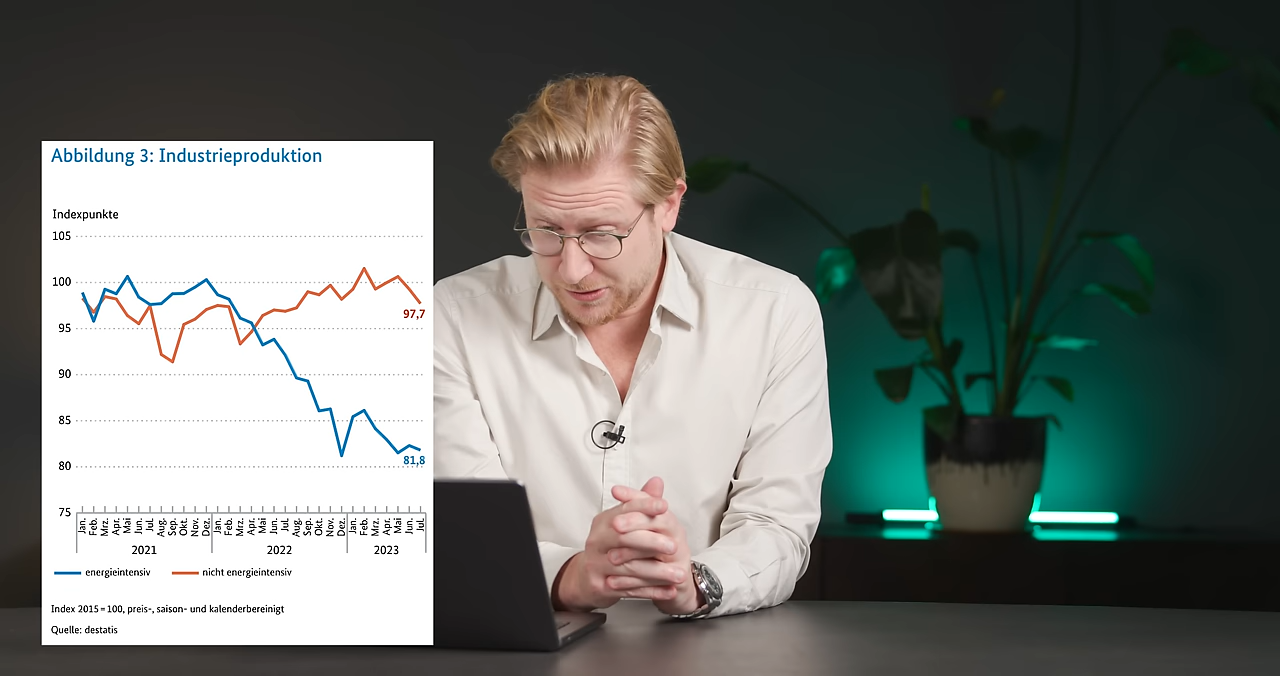 Abbildung 3: Industrieproduktion
Indexpunkte
105
100
97,7
95
90
85
81,8
80
75
Jan. Feb. Mrz. Apr. Mai Jun. Jul. Aug. Sep. Okt. Nov. Dez. Jan. Feb. Mrz. Apr. Mai Jun. Jul. Aug. Sep. Okt. Nov. Dez. Jan. Feb. Mrz. Apr. Mai Jun. Jul.
2021 2022 2023
energieintensiv nicht energieintensiv
Index 2015 = 100, preis-, saison- und kalenderbereinigt
Quelle: destatis